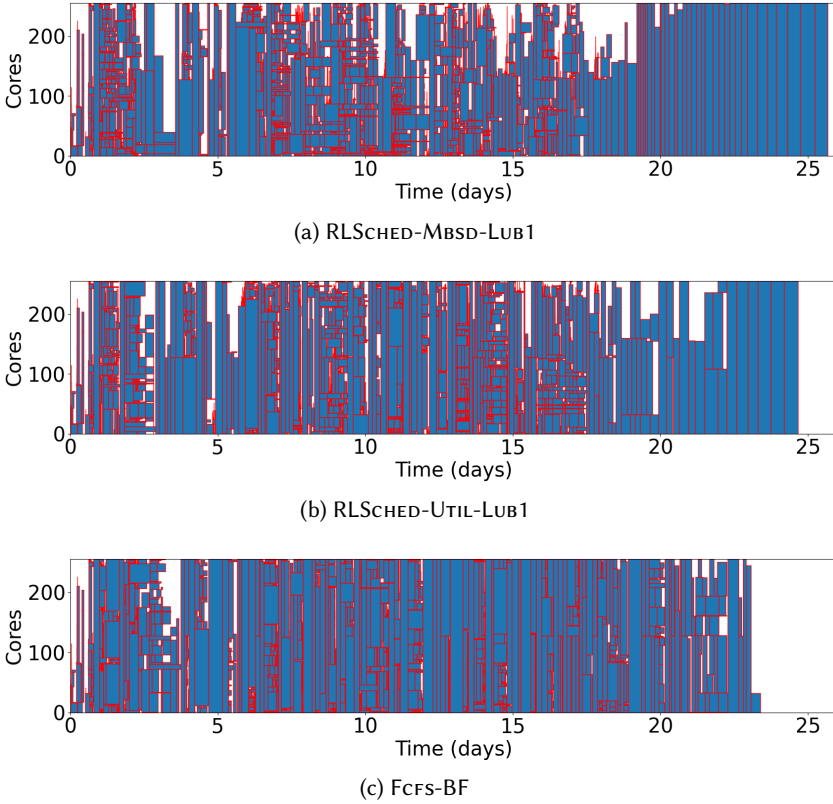 200
100
0
Cores
0 5 10 15 20 25
Time (days)
(a) RLSched-Mbsd-Lub1
200
100
0
Cores
0 5 10 15 20 25
Time (days)
(b) RLSched-Util-Lub1
200
100
0
Cores
0 5 10 15 20 25
Time (days)
(c) Fcfs-BF